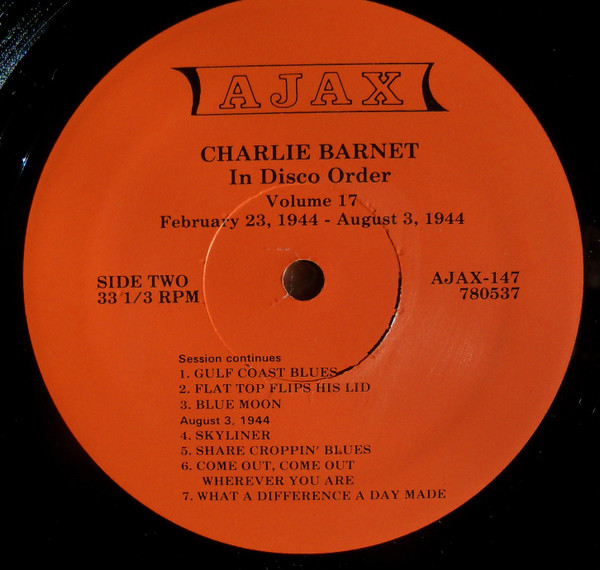 AJAX
CHARLIE BARNET
In Disco Order
Volume 17
February 23, 1944 - August 3, 1944
SIDE TWO
33 1/3 RPM
AJAX-147
780537
Session continues
1. GULF COAST BLUES
2. FLAT TOP FLIPS HIS LID
3. BLUE MOON
August 3, 1944
4. SKYLINER
5. SHARE CROPPIN' BLUES
6. COME OUT, COME OUT
WHEREVER YOU ARE
7. WHAT A DIFFERENCE A DAY MADE